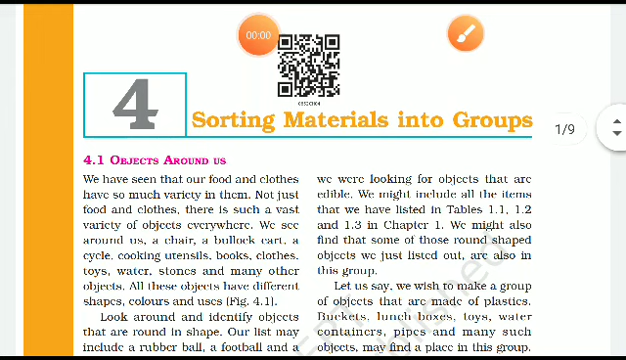 00:00
4
Sorting Materials into Groups
1/9
4.1 OBJECTS AROUND US
We have seen that our food and clothes
have so much variety in them. Not just
food and clothes, there is such a vast
variety of objects everywhere. We see
around us, a chair, a bullock cart, a
cycle, cooking utensils, books, clothes,
toys, water, stones and many other
objects. All these objects have different
shapes, colours and uses (Fig. 4.1).
Look around and identify objects
that are round in shape. Our list may
include a rubber ball, a football and a
we were looking for objects that are
edible. We might include all the items
that we have listed in Tables 1.1, 1.2
and 1.3 in Chapter 1. We might also
find that some of those round shaped
objects we just listed out, are also in
this group.
Let us say, we wish to make a group
of objects that are made of plastics.
Buckets, lunch boxes, toys, water
containers, pipes and many such
objects, may find a place in this group.